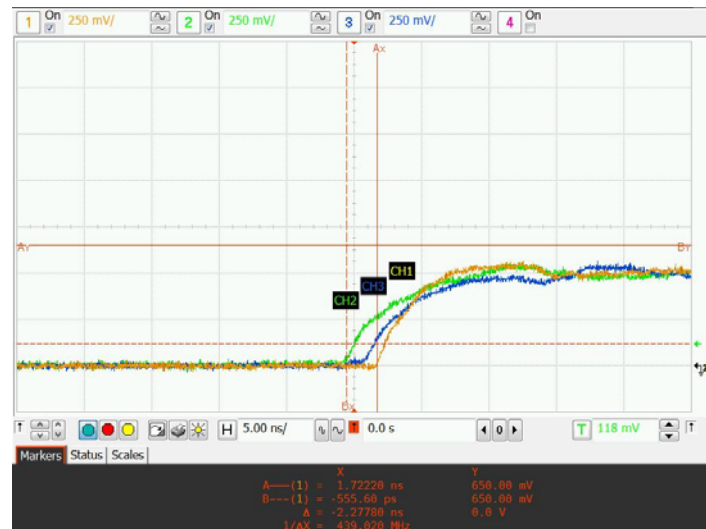 1 On 250 mV/ 2 On 250 mV/ 3 On 250 mV/ 4 On
Ax
Ay By
CH1
CH3
CH2
Bx
H 5.00 ns/ 0.0 s 0 T 118 mV
Markers Status Scales
X Y
A——(1) = 1.72220 ns 650.00 mV
B---(1) = -555.60 ps 650.00 mV
Δ = -2.27780 ns 0.0 V
1/ΔX = 439.020 MHz